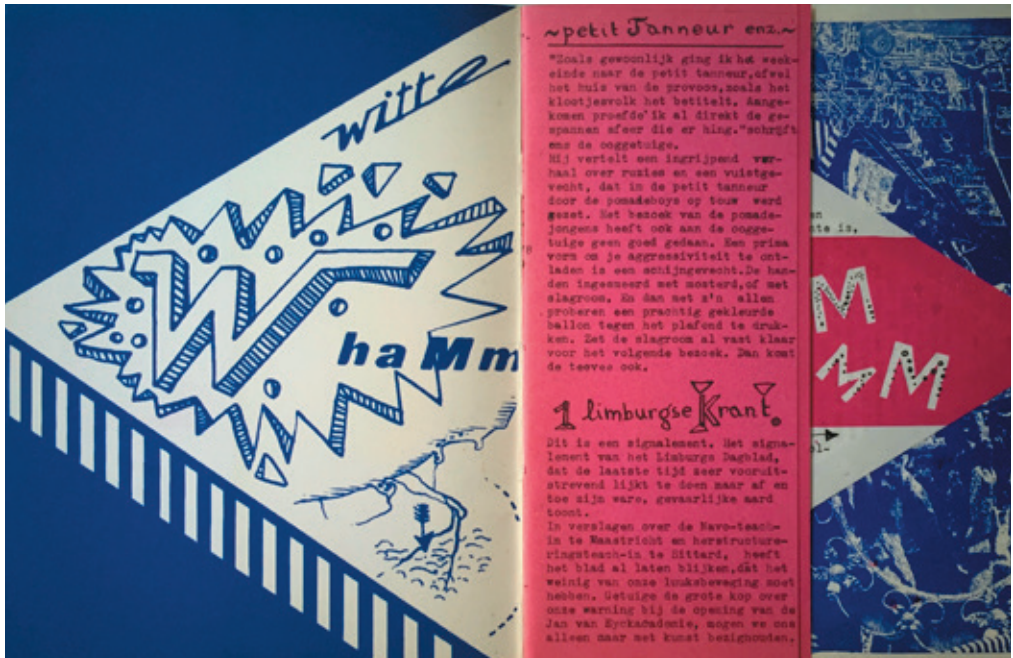 witte
W
haMm
~petit Tanneur enz.~
"Zoals gewoonlijk ging ik het week-
einde naar de petit tanneur, ofwel
het huis van de provoos, zoals het
klootjesvolk het betitelt. Aange-
komen proefde ik al direkt de ge-
spannen sfeer die er hing."schrijft
ons de ooggetuige.
Hij vertelt een ingrijpend ver-
haal over ruzies en een vuistge-
vecht, dat in de petit tanneur
door de pomadeboys op touw werd
gezet. Het bezoek van de pomade-
jongens heeft ook aan de oogge-
tuige geen goed gedaan. Een prima
vorm om je aggressiviteit te ont-
laden is een schijngevecht.De han-
den ingesmeerd met mosterd,of met
slagroom. En dan met z'n allen
proberen een prachtig gekleurde
ballon tegen het plafond te druk-
ken. Zet de slagroom al vast klaar
voor het volgende bezoek. Dan komt
de teevee ook.
1 limburgse Krant.
Dit is een signalement. Het signa-
lement van het Limburgs Dagblad,
dat de laatste tijd zeer vooruit-
strevend lijkt te doen maar af en
toe zijn ware, gevaarlijke aard
toont.
In verslagen over de Navo-teach-
in te Maastricht en herstructure-
ringsteach-in te Sittard, heeft
het blad al laten blijken,dat het
weinig van onze luuksbeweging moet
hebben. Getuige de grote kop over
onze warning bij de opening van de
Jan van Eyckacademie, mogen we ons
alleen maar met kunst bezighouden.
en
nte is,
M
MM
ol-